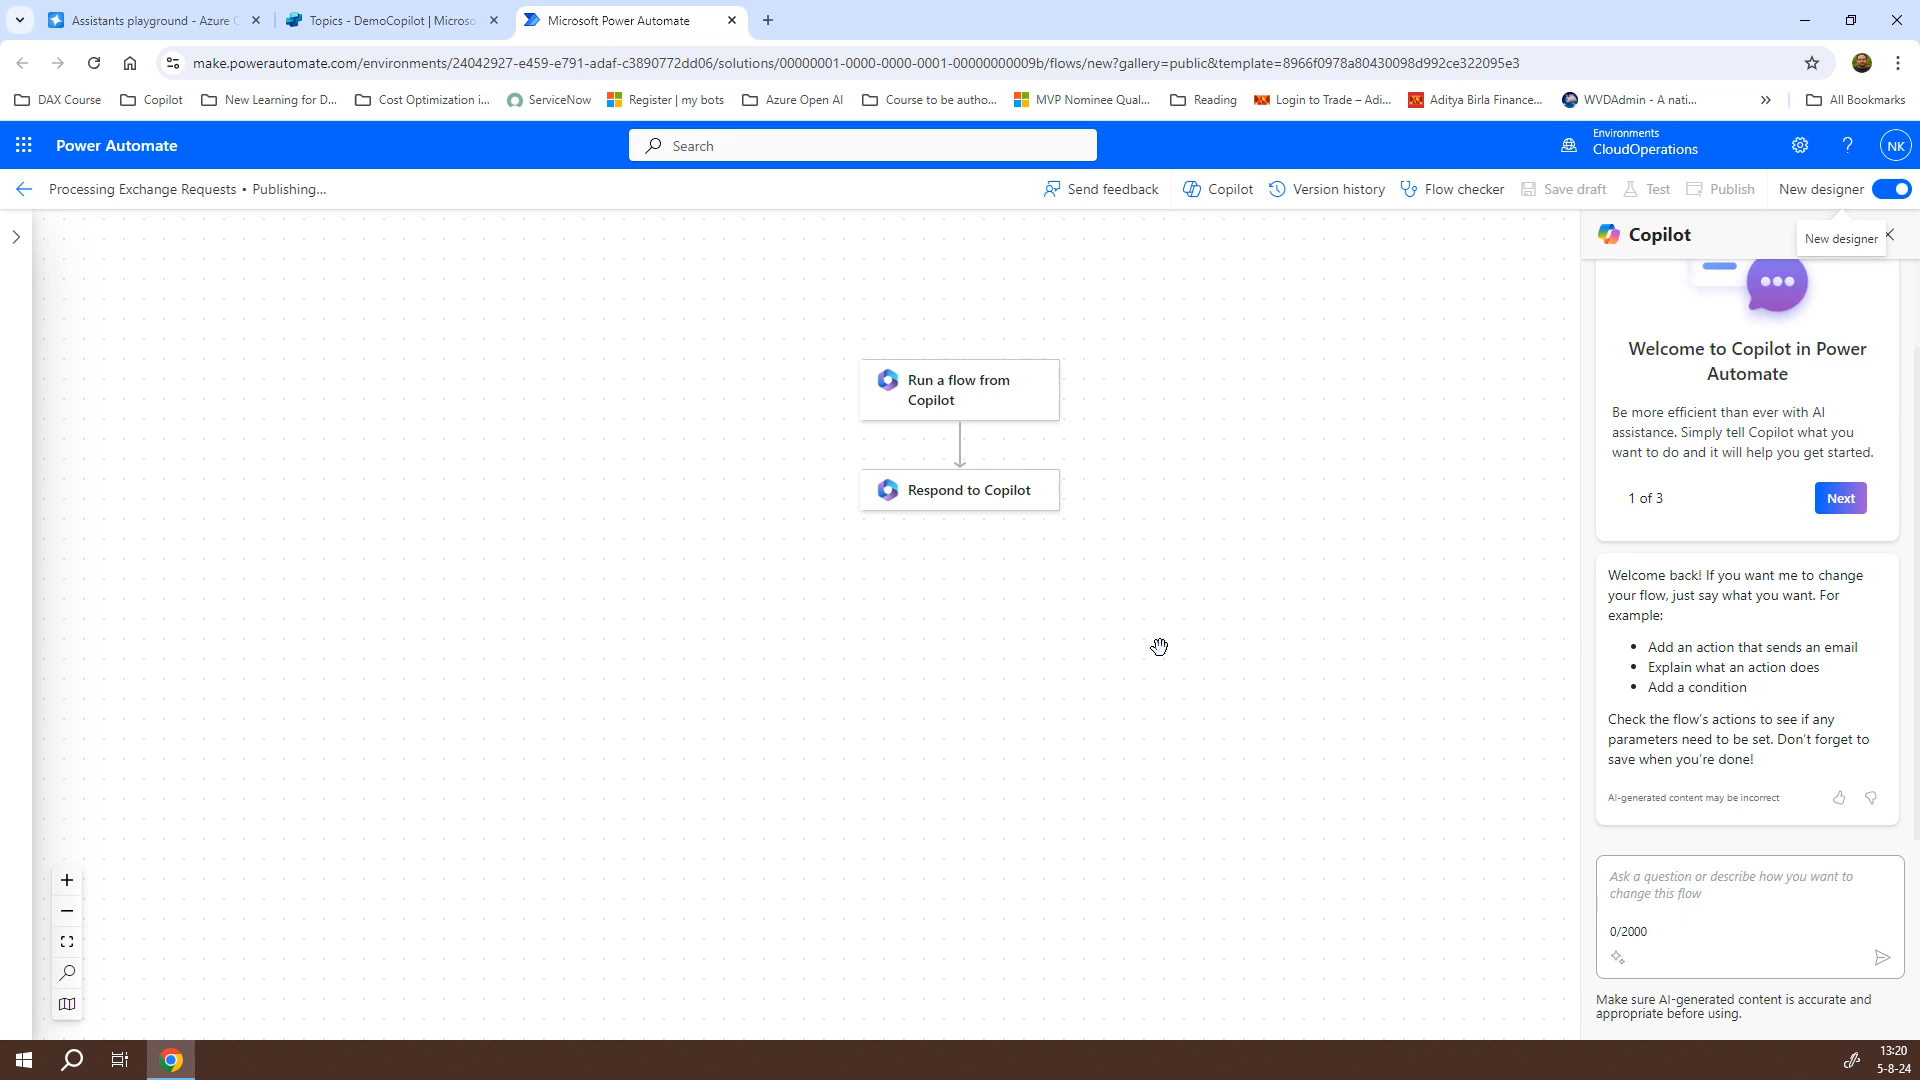 Assistants playground - Azure
Topics - DemoCopilot | Microso
Microsoft Power Automate
make.powerautomate.com/environments/24042927-e459-e791-adaf-c3890772dd06/solutions/00000001-0000-0000-0001-00000000009b/flows/new?gallery=public&template=8966f0978a80430098d992ce322095e3
DAX Course
Copilot
New Learning for D...
Cost Optimization i...
ServiceNow
Register | my bots
Azure Open AI
Course to be autho...
MVP Nominee Qual...
Reading
Login to Trade – Adi...
Aditya Birla Finance...
WVDAdmin - A nati...
All Bookmarks
Power Automate
Search
Environments
CloudOperations
NK
Processing Exchange Requests • Publishing...
Send feedback
Copilot
Version history
Flow checker
Save draft
Test
Publish
New designer
Copilot
New designer
Run a flow from
Copilot
Respond to Copilot
Welcome to Copilot in Power
Automate
Be more efficient than ever with AI
assistance. Simply tell Copilot what you
want to do and it will help you get started.
1 of 3
Next
Welcome back! If you want me to change
your flow, just say what you want. For
example:
• Add an action that sends an email
• Explain what an action does
• Add a condition
Check the flow's actions to see if any
parameters need to be set. Don't forget to
save when you're done!
AI-generated content may be incorrect
Ask a question or describe how you want to
change this flow
0/2000
Make sure AI-generated content is accurate and
appropriate before using.
13:20
5-8-24